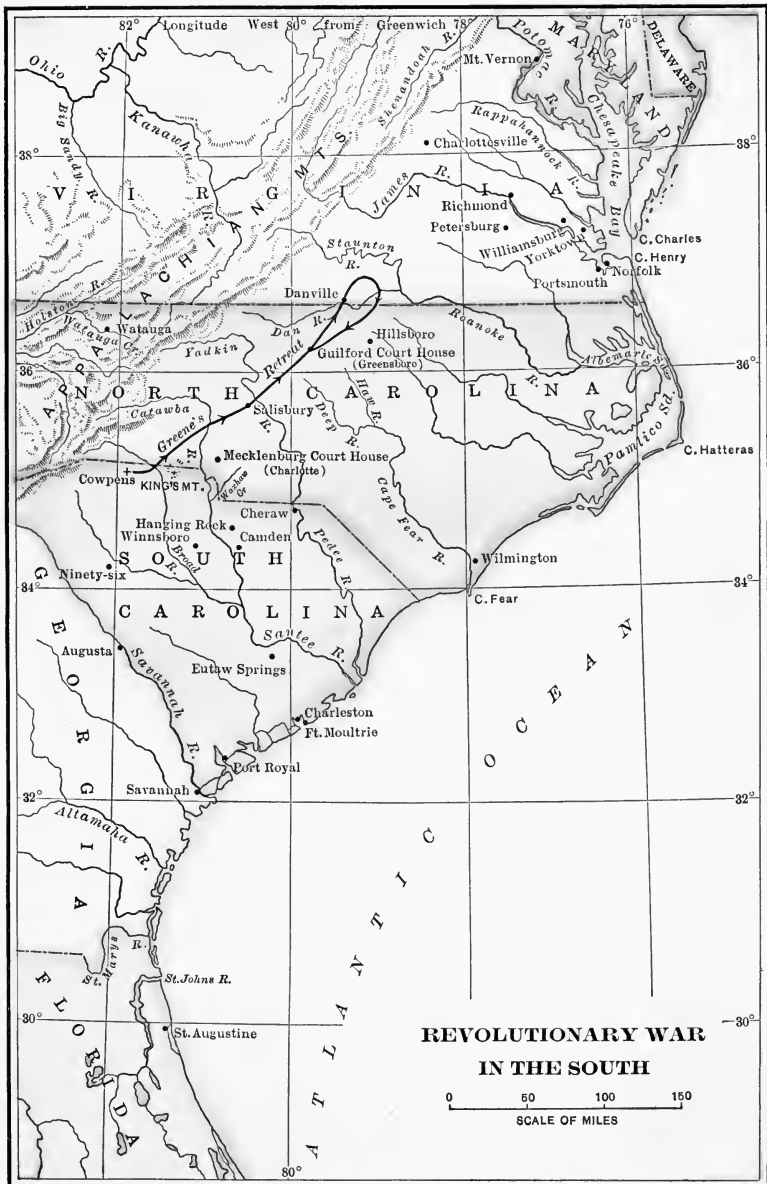 82° Longitude West 80° from Greenwich 78° 76°
Ohio R.
Big Sandy R.
Kanawha R.
Shenandoah R.
Potomac R.
MARYLAND
DELAWARE
Mt. Vernon
Chesapeake Bay
Rappahannock R.
38°
38°
Charlottesville
VIRGINIA
James R.
Richmond
Petersburg
Williamsburg
Yorktown
C. Charles
C. Henry
Norfolk
Portsmouth
APPALACHIAN MTS.
Staunton R.
Danville
Holston R.
Watauga Cr.
Watauga
Dan R.
Hillsboro
Roanoke R.
Albemarle Sd.
Yadkin R.
Guilford Court House
(Greensboro)
36°
36°
NORTH CAROLINA
Greene's Retreat
Catawba R.
Salisbury
Haw R.
Deep R.
Pamlico Sd.
C. Hatteras
Mecklenburg Court House
(Charlotte)
Cowpens
KING'S MT.
Waxhaw Cr
Cape Fear R.
Cheraw
Hanging Rock
Winnsboro
Camden
Pedee R.
Wilmington
SOUTH
Broad R.
Ninety-six
34°
34°
C. Fear
CAROLINA
GEORGIA
Santee R.
Augusta
Savannah R.
Eutaw Springs
Charleston
Ft. Moultrie
Port Royal
Savannah
32°
32°
Altamaha R.
St. Marys R.
St. Johns R.
FLORIDA
30°
30°
St. Augustine
ATLANTIC OCEAN
REVOLUTIONARY WAR
IN THE SOUTH
0 50 100 150
SCALE OF MILES
80°